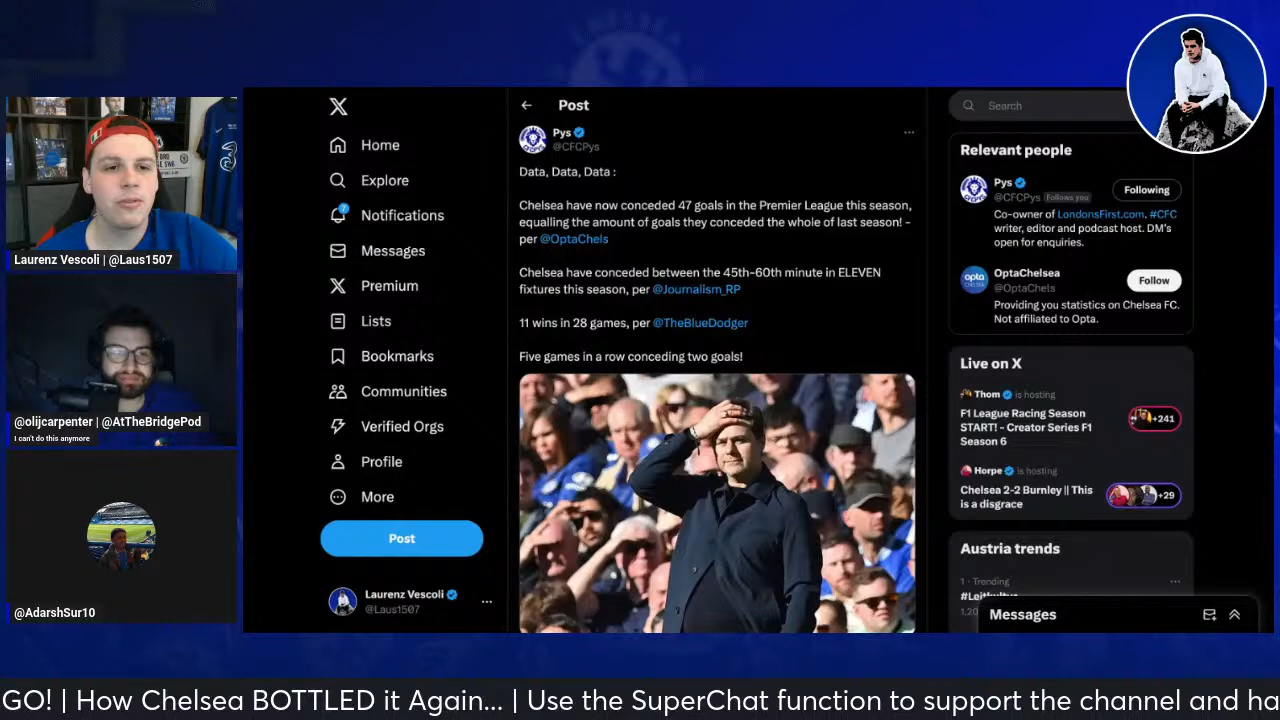 Laurenz Vescoli | @Laus1507
@olijcarpenter | @AtTheBridgePod
I can't do this anymore
@AdarshSur10
Home
Explore
7
Notifications
Messages
Premium
Lists
Bookmarks
Communities
Verified Orgs
Profile
More
Post
Laurenz Vescoli
@Laus1507
Post
Pys
@CFCPys
Data, Data, Data :
Chelsea have now conceded 47 goals in the Premier League this season,
equalling the amount of goals they conceded the whole of last season! -
per @OptaChels
Chelsea have conceded between the 45th-60th minute in ELEVEN
fixtures this season, per @Journalism_RP
11 wins in 28 games, per @TheBlueDodger
Five games in a row conceding two goals!
Search
Relevant people
Pys
@CFCPys Follows you
Following
Co-owner of LondonsFirst.com. #CFC
writer, editor and podcast host. DM's
open for enquiries.
opta
OptaChelsea
@OptaChels
Follow
Providing you statistics on Chelsea FC.
Not affiliated to Opta.
Live on X
Thom is hosting
F1 League Racing Season
START! - Creator Series F1
Season 6
+241
Horpe is hosting
Chelsea 2-2 Burnley || This
is a disgrace
+29
Austria trends
1 · Trending
Messages
GO! | How Chelsea BOTTLED it Again... | Use the SuperChat function to support the channel and ha